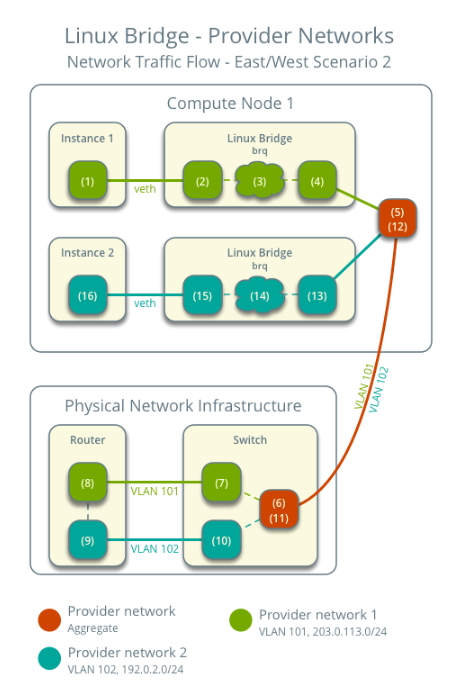 Linux Bridge - Provider Networks
Network Traffic Flow - East/West Scenario 2
Compute Node 1
Instance 1
Linux Bridge
brq
(1)
veth
(2)
(3)
(4)
(5)
(12)
Instance 2
Linux Bridge
brq
(16)
veth
(15)
(14)
(13)
VLAN 101
VLAN 102
Physical Network Infrastructure
Router
Switch
(8)
VLAN 101
(7)
(6)
(11)
(9)
VLAN 102
(10)
Provider network
Aggregate
Provider network 1
VLAN 101, 203.0.113.0/24
Provider network 2
VLAN 102, 192.0.2.0/24